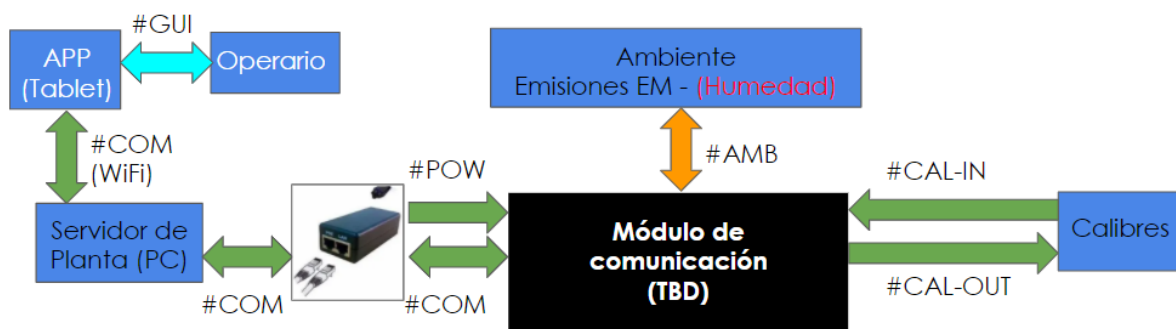 #GUI
APP
(Tablet)
Operario
Ambiente
Emisiones EM - (Humedad)
#COM
(WiFi)
#AMB
#POW
#CAL-IN
Servidor de
Planta (PC)
Módulo de
comunicación
(TBD)
Calibres
#COM
#COM
#CAL-OUT